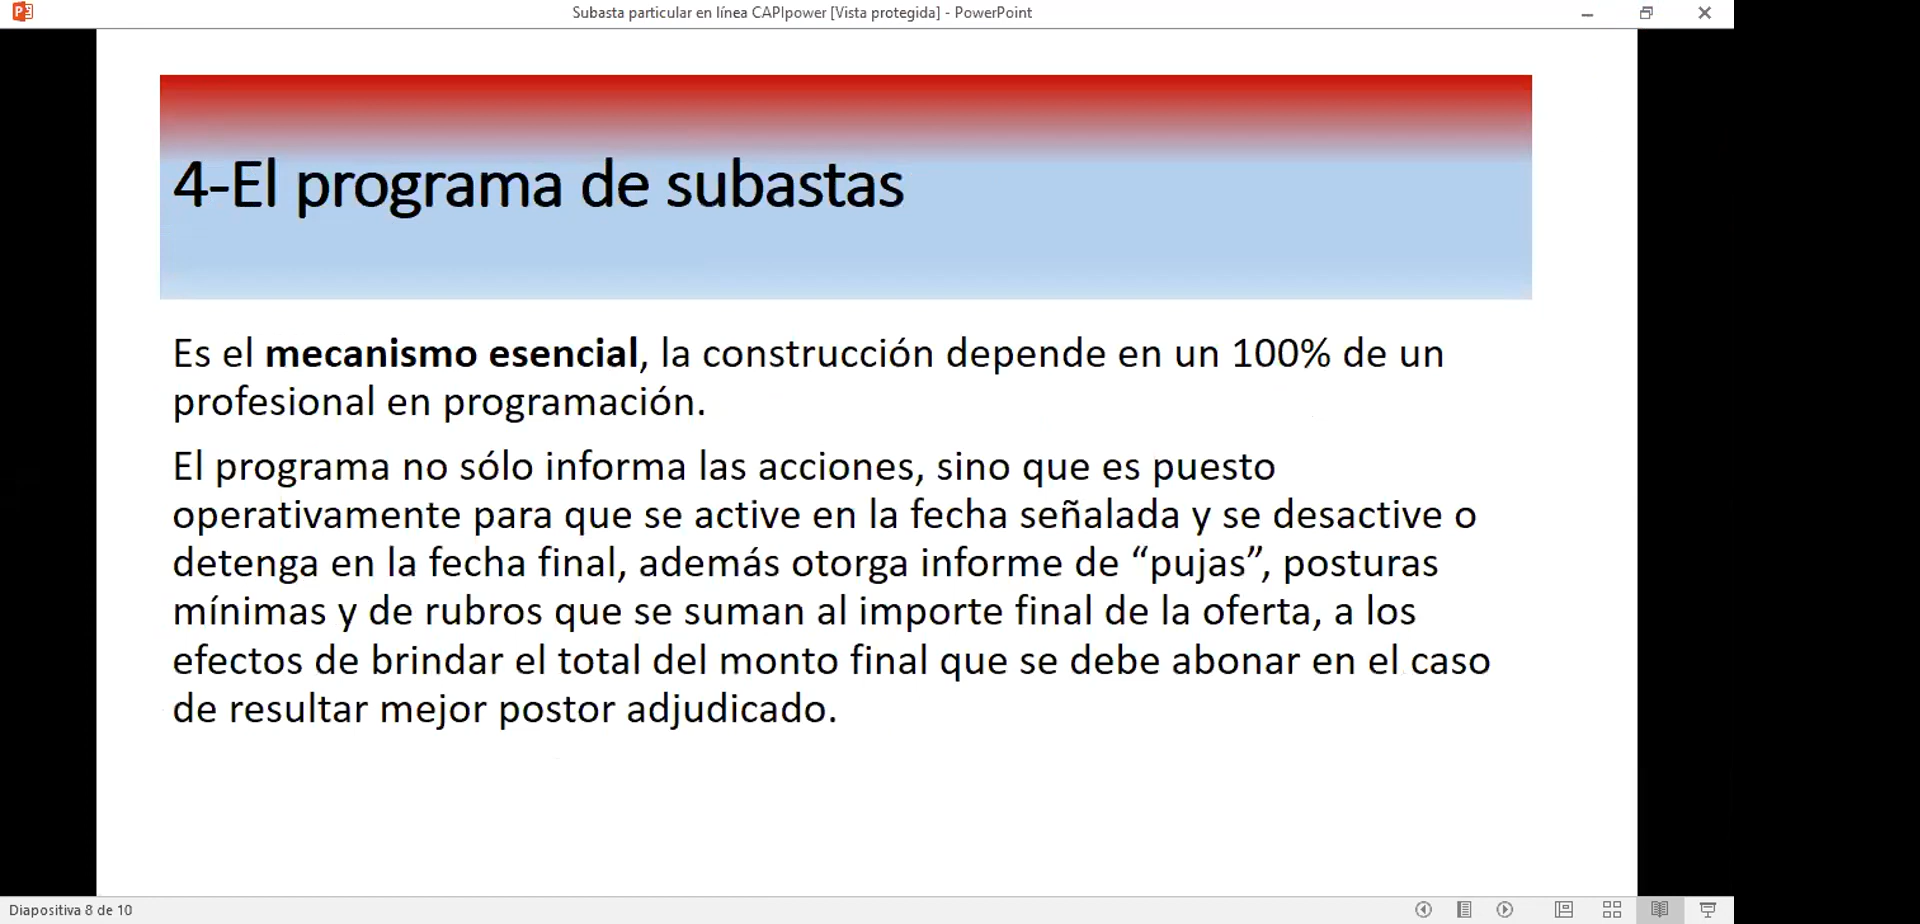 Subasta particular en línea CAPIpower [Vista protegida] - PowerPoint
4-El programa de subastas
Es el mecanismo esencial, la construcción depende en un 100% de un
profesional en programación.
El programa no sólo informa las acciones, sino que es puesto
operativamente para que se active en la fecha señalada y se desactive o
detenga en la fecha final, además otorga informe de “pujas”, posturas
mínimas y de rubros que se suman al importe final de la oferta, a los
efectos de brindar el total del monto final que se debe abonar en el caso
de resultar mejor postor adjudicado.
Diapositiva 8 de 10